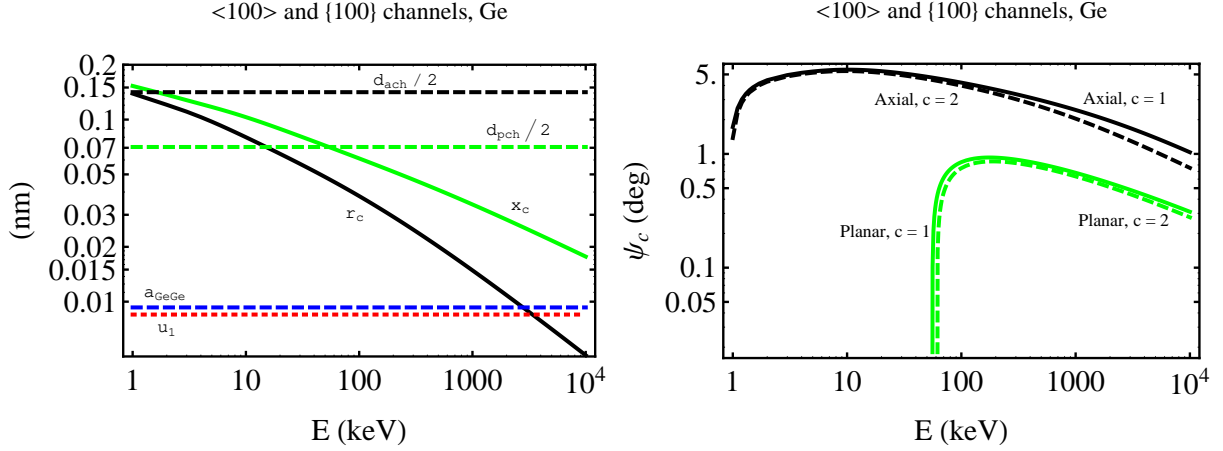 <100> and {100} channels, Ge
0.2
0.15
0.1
0.07
0.05
0.03
0.02
0.015
0.01
(nm)
d_ach / 2
d_pch / 2
x_c
r_c
a_GeGe
u_1
1
10
100
1000
10^4
E (keV)
<100> and {100} channels, Ge
5.
1.
0.5
0.1
0.05
ψ_c (deg)
Axial, c = 2
Axial, c = 1
Planar, c = 1
Planar, c = 2
1
10
100
1000
10^4
E (keV)